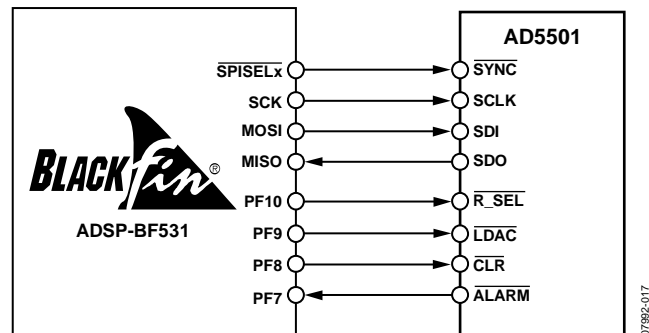 AD5501
SPISELx SYNC
SCK SCLK
MOSI SDI
MISO SDO
BLACKfin®
PF10 R_SEL
ADSP-BF531
PF9 LDAC
PF8 CLR
PF7 ALARM
07992-017